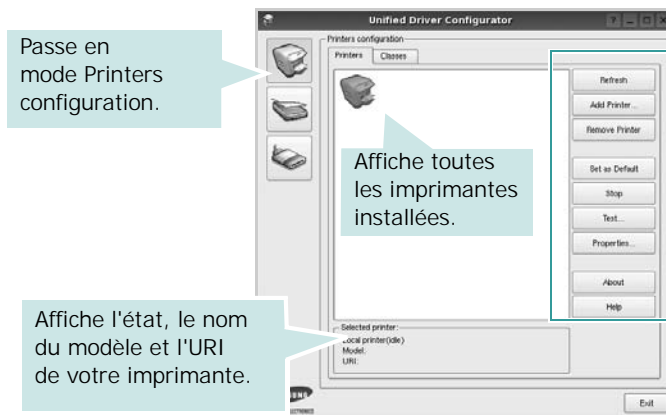 Unified Driver Configurator
Passe en
mode Printers
configuration.
Printers configuration
Printers
Classes
Refresh
Add Printer...
Remove Printer
Set as Default
Stop
Test...
Properties...
About
Help
Affiche toutes
les imprimantes
installées.
Affiche l'état, le nom
du modèle et l'URI
de votre imprimante.
Selected printer:
Local printer(idle)
Model:
URI:
Exit